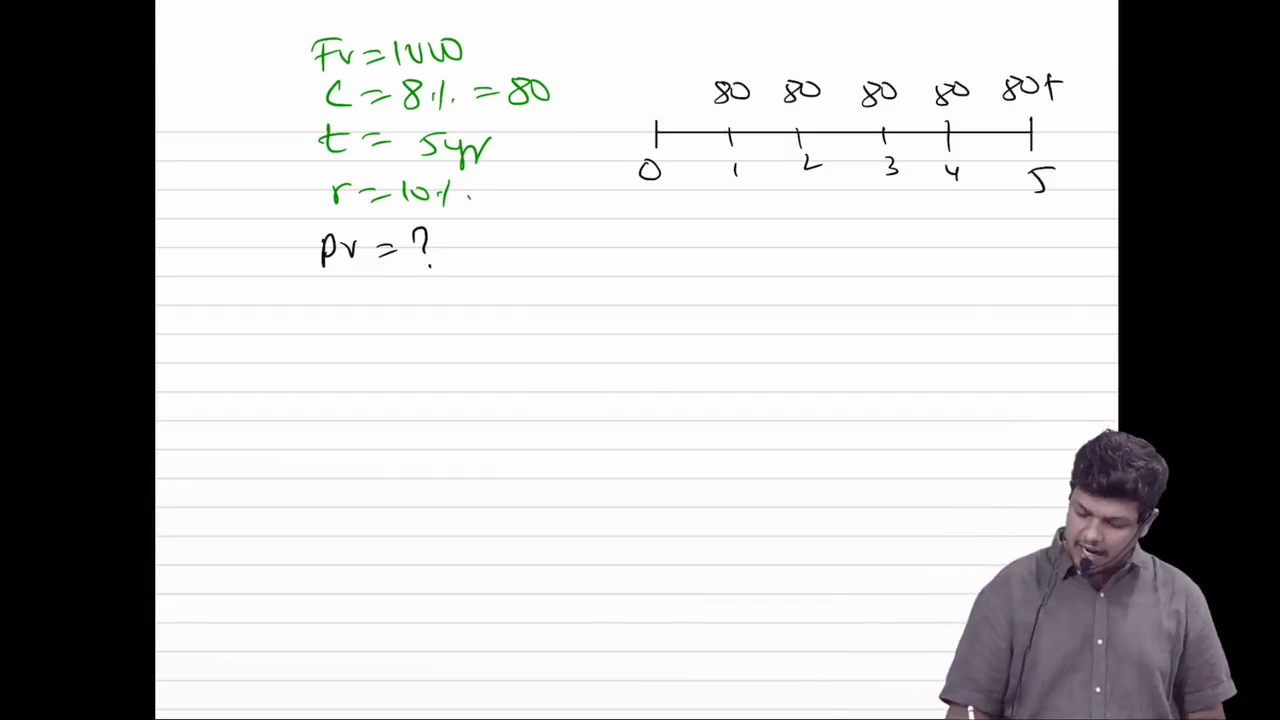 Fv = 1000
C = 8% = 80
t = 5yr
r = 10%.
Pv = ?
80 80 80 80 80+
0 1 2 3 4 5